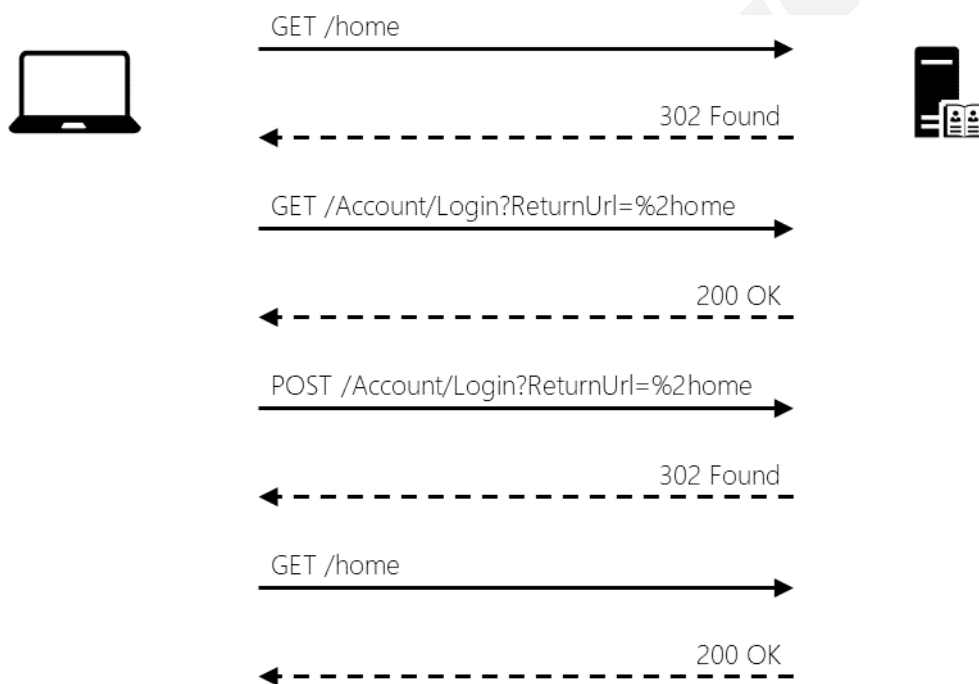 GET /home
302 Found
GET /Account/Login?ReturnUrl=%2home
200 OK
POST /Account/Login?ReturnUrl=%2home
302 Found
GET /home
200 OK